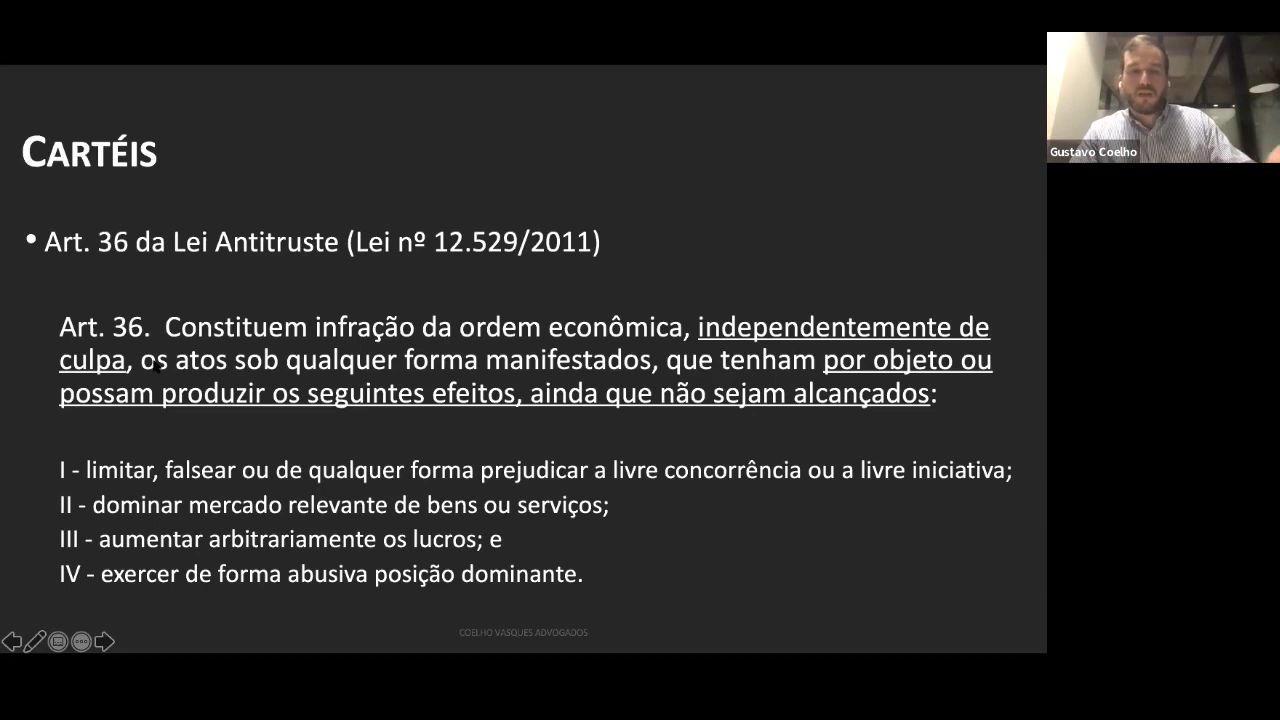 CARTÉIS
• Art. 36 da Lei Antitruste (Lei nº 12.529/2011)
Art. 36.  Constituem infração da ordem econômica, independentemente de
culpa, os atos sob qualquer forma manifestados, que tenham por objeto ou
possam produzir os seguintes efeitos, ainda que não sejam alcançados:
I - limitar, falsear ou de qualquer forma prejudicar a livre concorrência ou a livre iniciativa;
II - dominar mercado relevante de bens ou serviços;
III - aumentar arbitrariamente os lucros; e
IV - exercer de forma abusiva posição dominante.
COELHO VASQUES ADVOGADOS
Gustavo Coelho